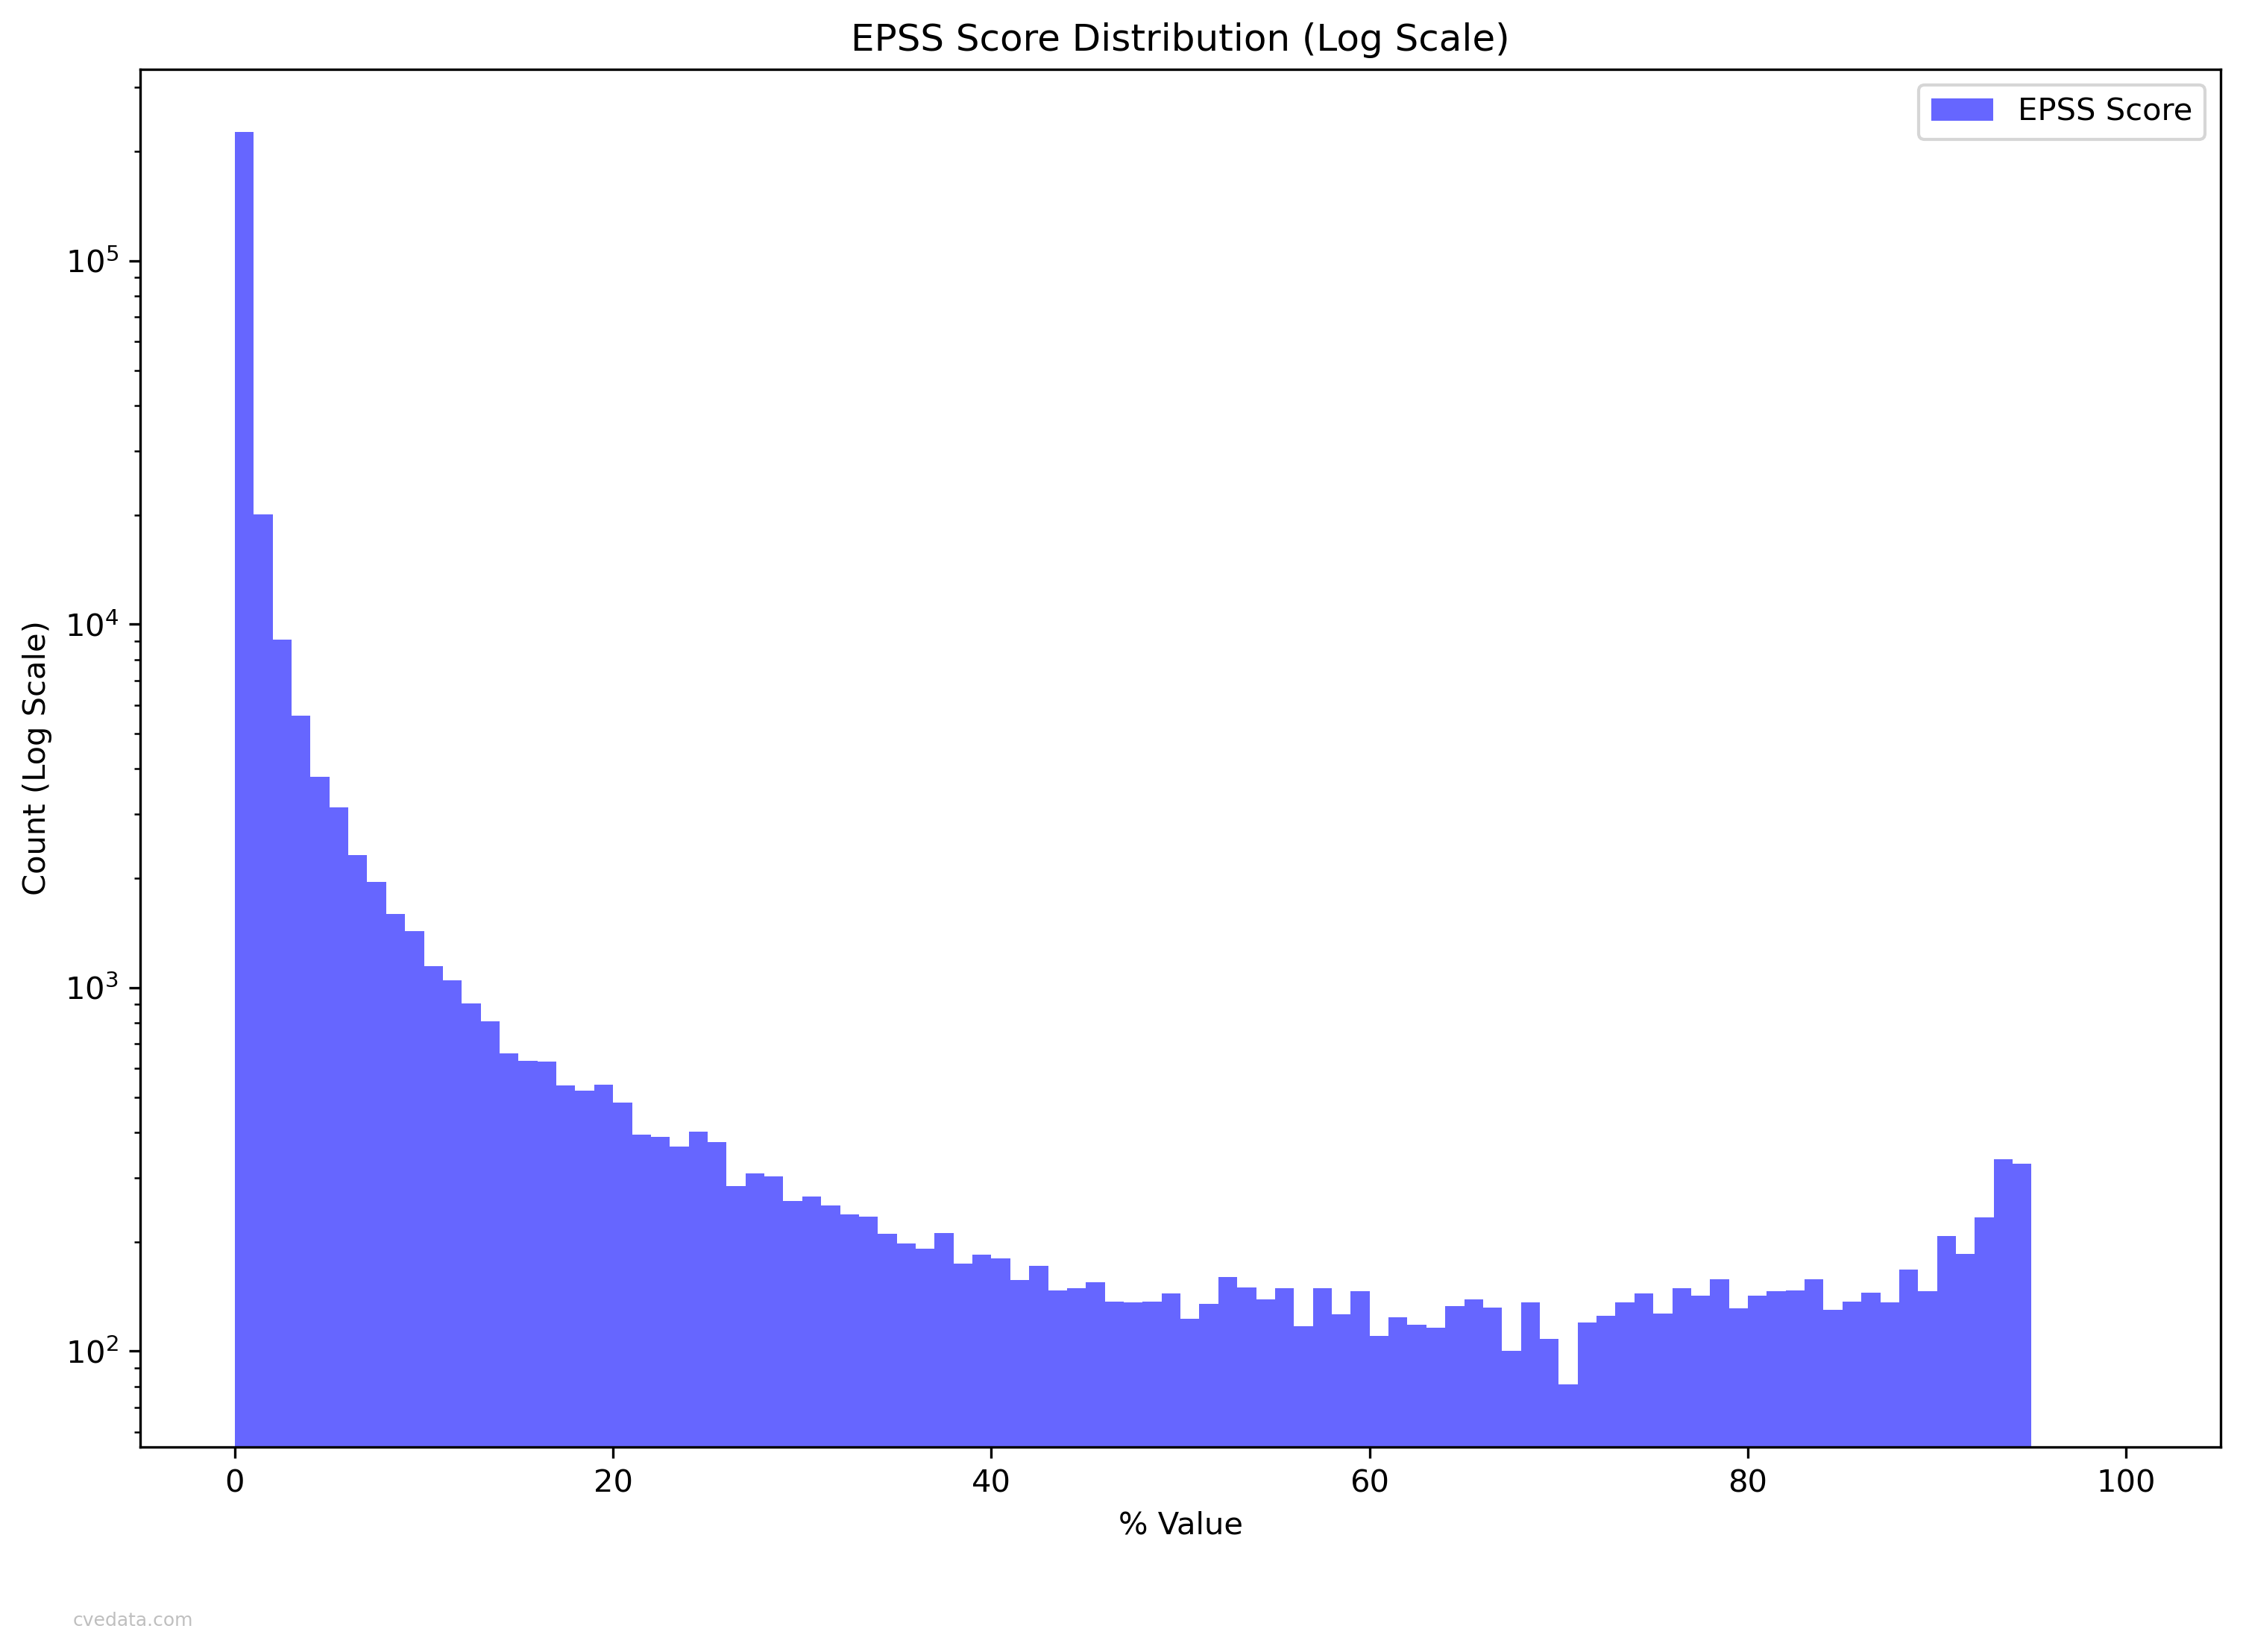 EPSS Score Distribution (Log Scale)
EPSS Score
Count (Log Scale)
10⁵
10⁴
10³
10²
0 20 40 60 80 100
% Value
cvedata.com